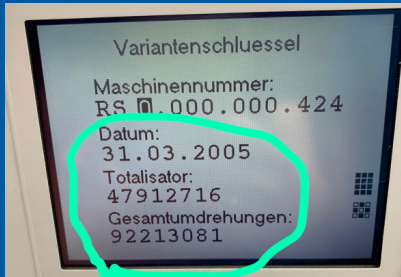 Variantenschluessel
Maschinennummer:
RS 0.000.000.424
Datum:
31.03.2005
Totalisator:
47912716
Gesamtumdrehungen:
92213081